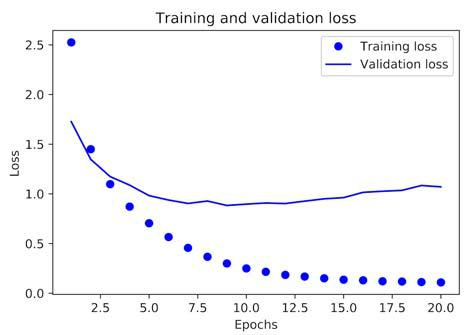 Training and validation loss
Training loss
Validation loss
2.5
2.0
1.5
1.0
0.5
0.0
Loss
2.5 5.0 7.5 10.0 12.5 15.0 17.5 20.0
Epochs